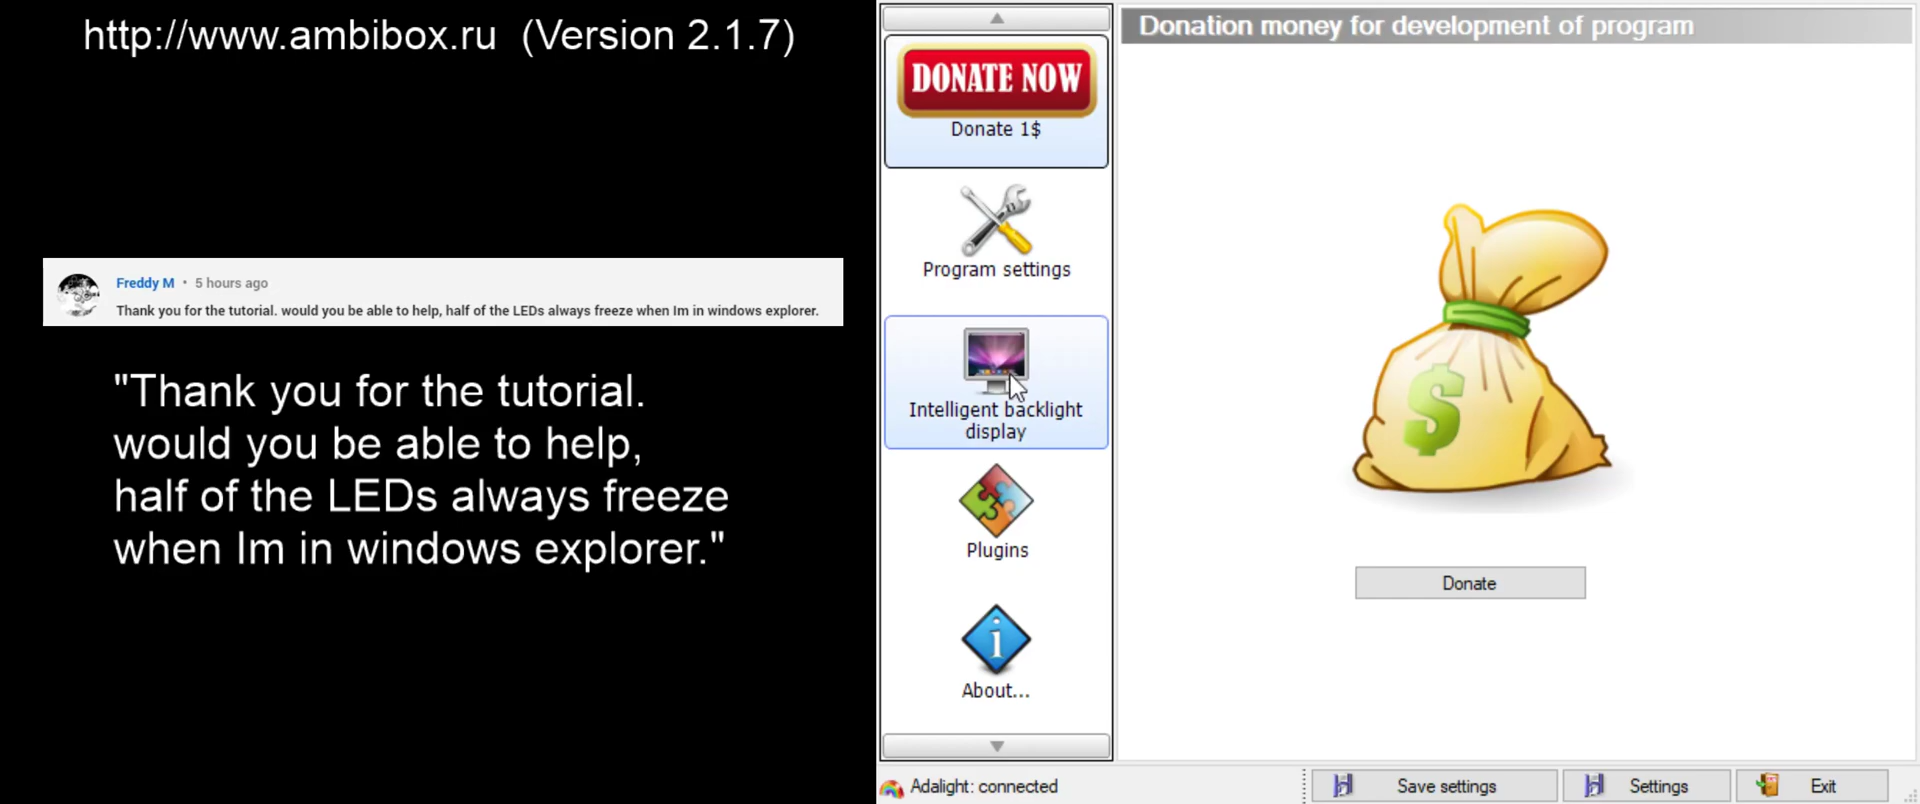 http://www.ambibox.ru (Version 2.1.7)
Freddy M • 5 hours ago
Thank you for the tutorial. would you be able to help, half of the LEDs always freeze when Im in windows explorer.
"Thank you for the tutorial.
would you be able to help,
half of the LEDs always freeze
when Im in windows explorer."
DONATE NOW
Donate 1$
Program settings
Intelligent backlight
display
Plugins
i
About...
Donation money for development of program
$
Donate
Adalight: connected
Save settings
Settings
Exit